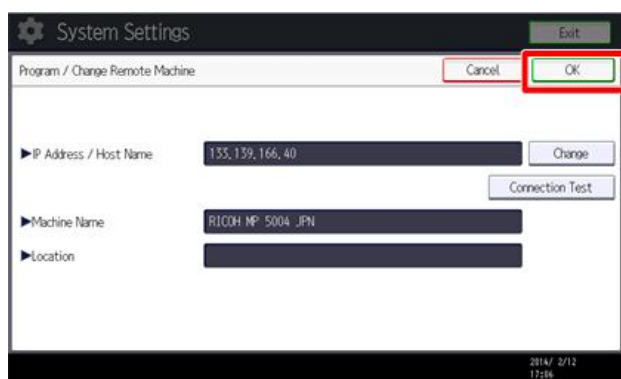 System Settings
Exit
Program / Change Remote Machine
Cancel
OK
►IP Address / Host Name
133,139,166,40
Change
Connection Test
►Machine Name
RICOH MP 5004 JPN
►Location
2014/ 2/12
17:06